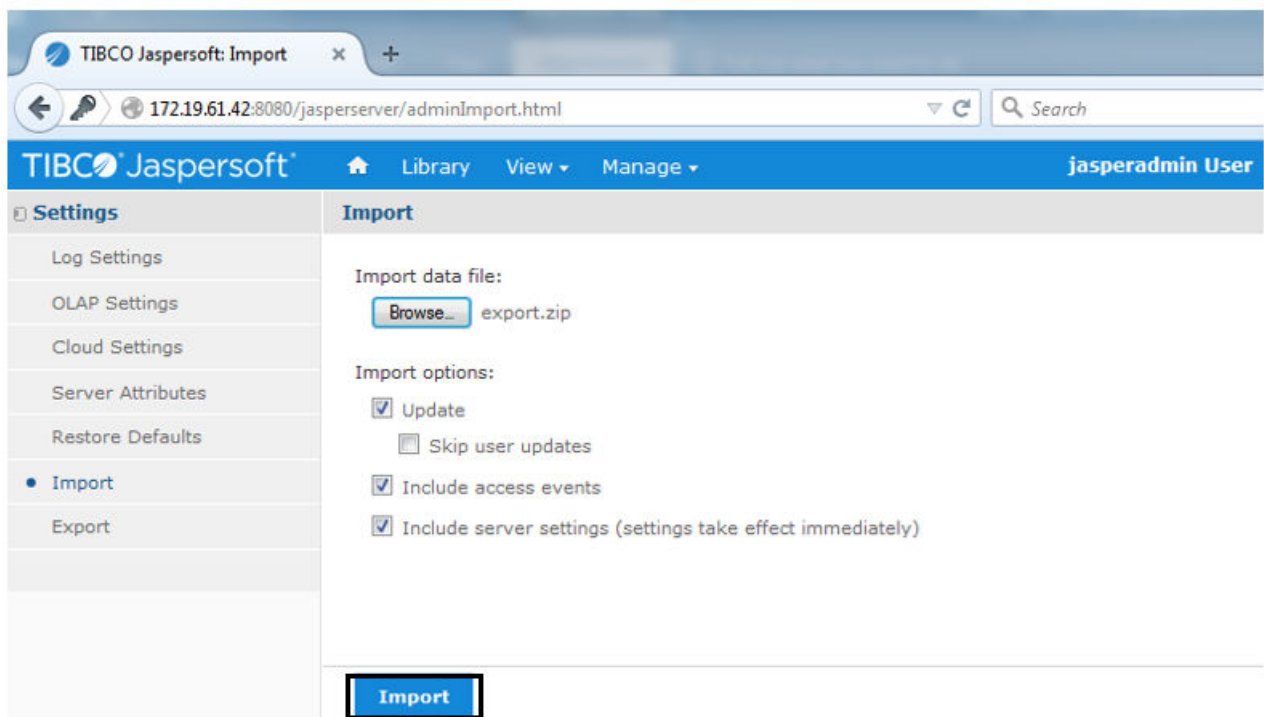 TIBCO Jaspersoft: Import
172.19.61.42:8080/jasperserver/adminImport.html
Search
TIBCO Jaspersoft Library View Manage jasperadmin User
Settings
Import
Log Settings
OLAP Settings
Cloud Settings
Server Attributes
Restore Defaults
Import
Export
Import data file:
Browse... export.zip
Import options:
Update
Skip user updates
Include access events
Include server settings (settings take effect immediately)
Import